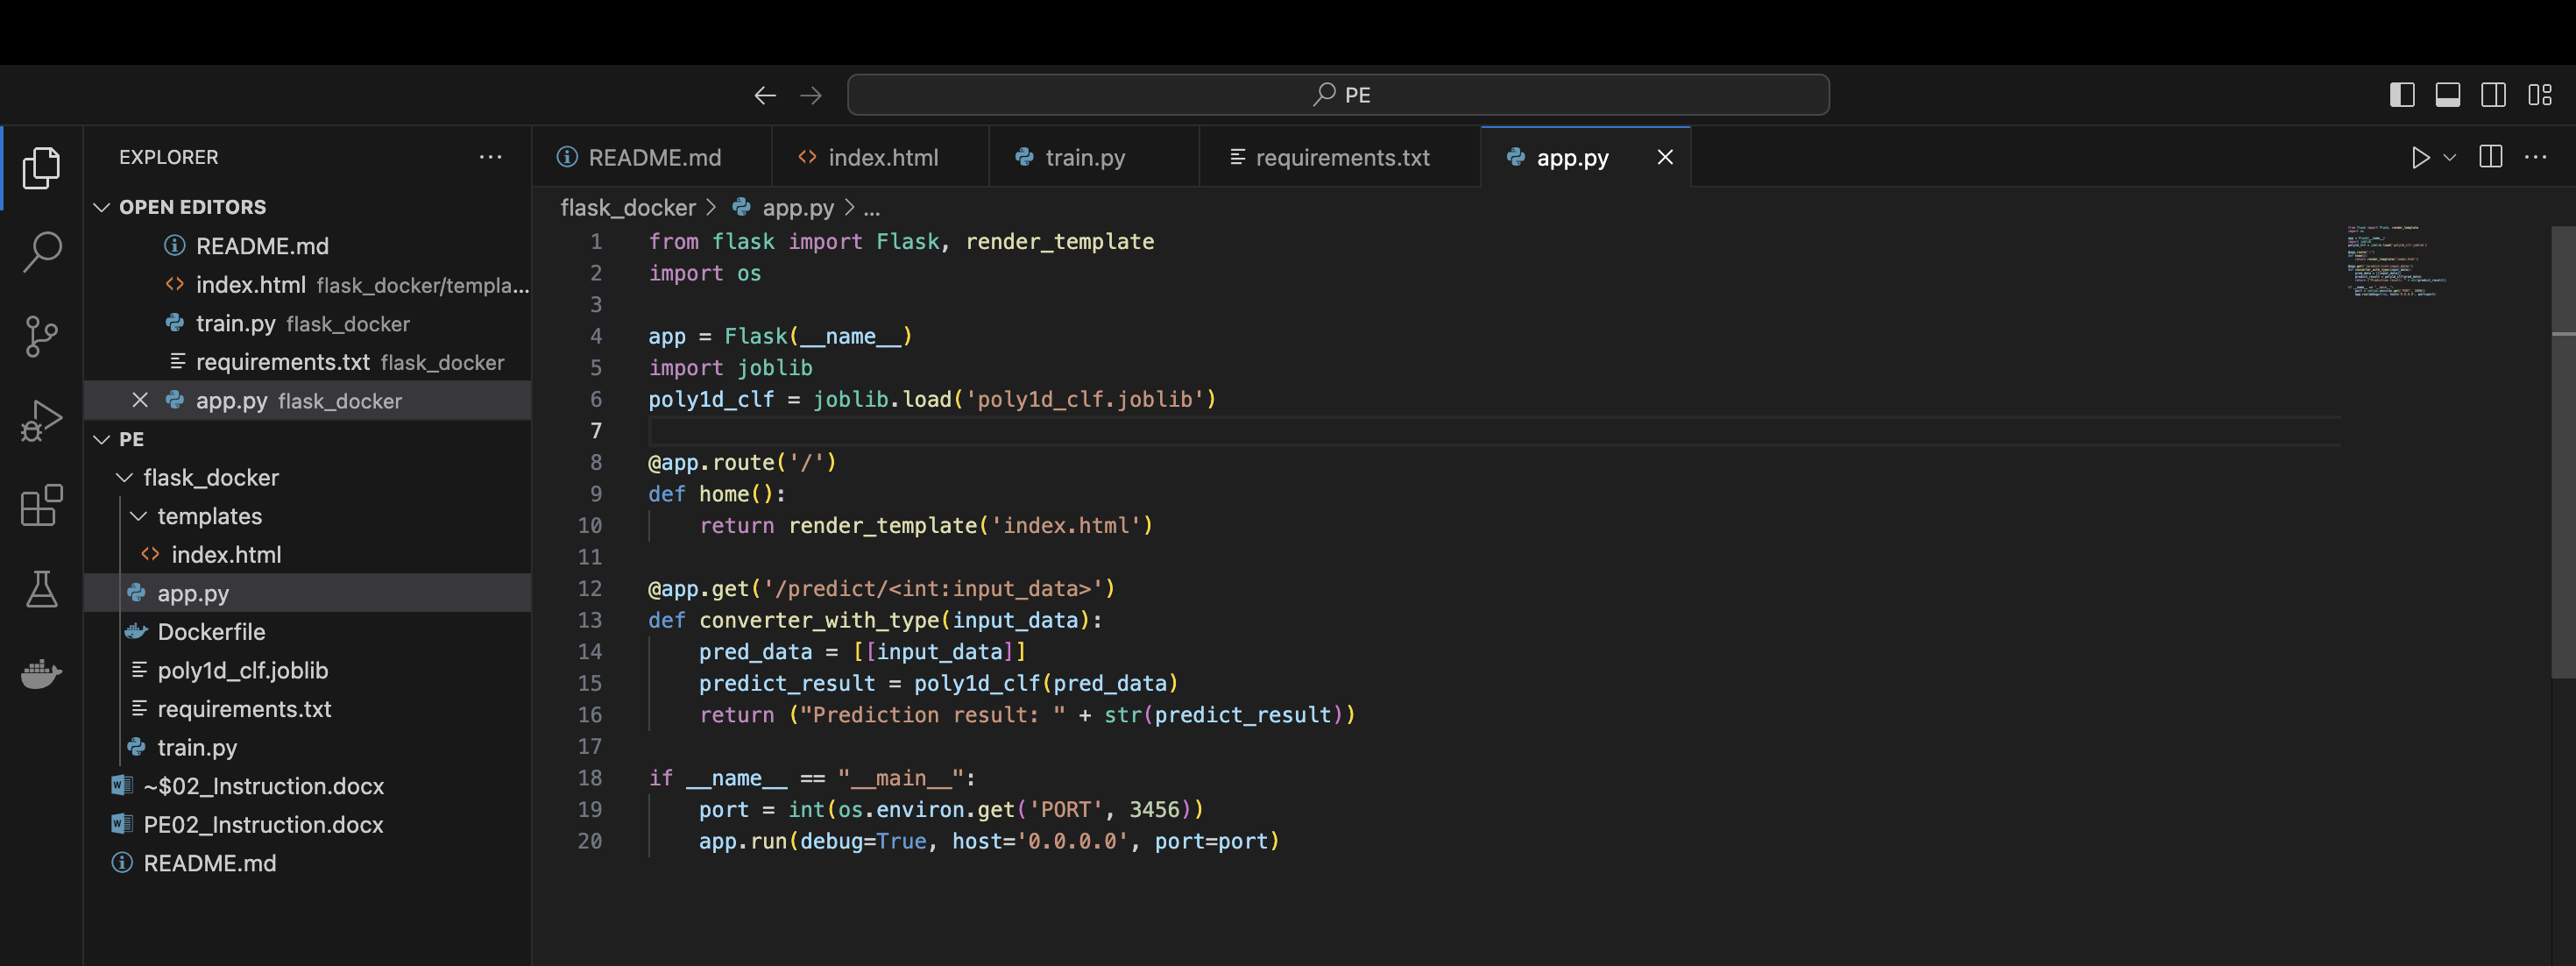 PE
EXPLORER
OPEN EDITORS
README.md
index.html flask_docker/templa...
train.py flask_docker
requirements.txt flask_docker
app.py flask_docker
PE
flask_docker
templates
index.html
app.py
Dockerfile
poly1d_clf.joblib
requirements.txt
train.py
~$02_Instruction.docx
PE02_Instruction.docx
README.md
README.md index.html train.py requirements.txt app.py
flask_docker > app.py > ...
1 from flask import Flask, render_template
2 import os
3
4 app = Flask(__name__)
5 import joblib
6 poly1d_clf = joblib.load('poly1d_clf.joblib')
7
8 @app.route('/')
9 def home():
10     return render_template('index.html')
11
12 @app.get('/predict/<int:input_data>')
13 def converter_with_type(input_data):
14     pred_data = [[input_data]]
15     predict_result = poly1d_clf(pred_data)
16     return ("Prediction result: " + str(predict_result))
17
18 if __name__ == "__main__":
19     port = int(os.environ.get('PORT', 3456))
20     app.run(debug=True, host='0.0.0.0', port=port)